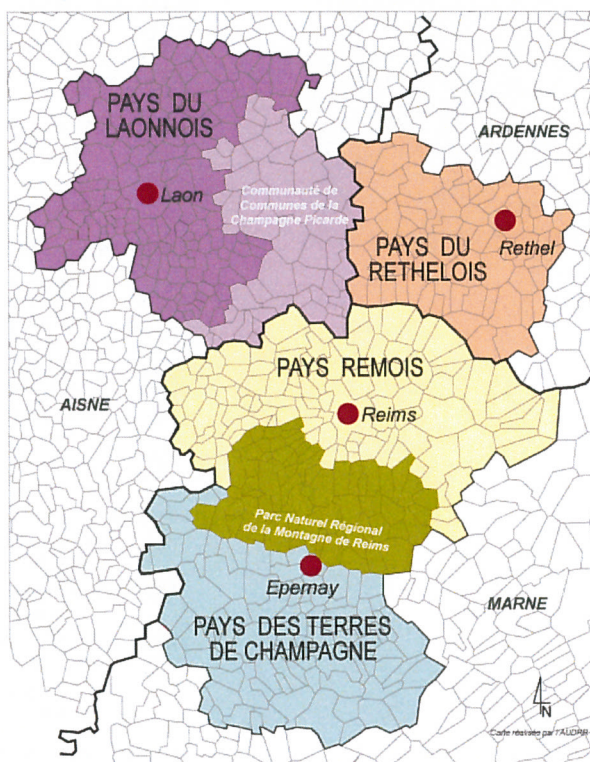 PAYS DU
LAONNOIS
ARDENNES
Laon
Communauté de
Communes de la
Champagne Picarde
Rethel
PAYS DU
RETHELOIS
PAYS REMOIS
AISNE
Reims
Parc Naturel Régional
de la Montagne de Reims
Epernay
MARNE
PAYS DES TERRES
DE CHAMPAGNE
N
Carte réalisée par l'AUDRR